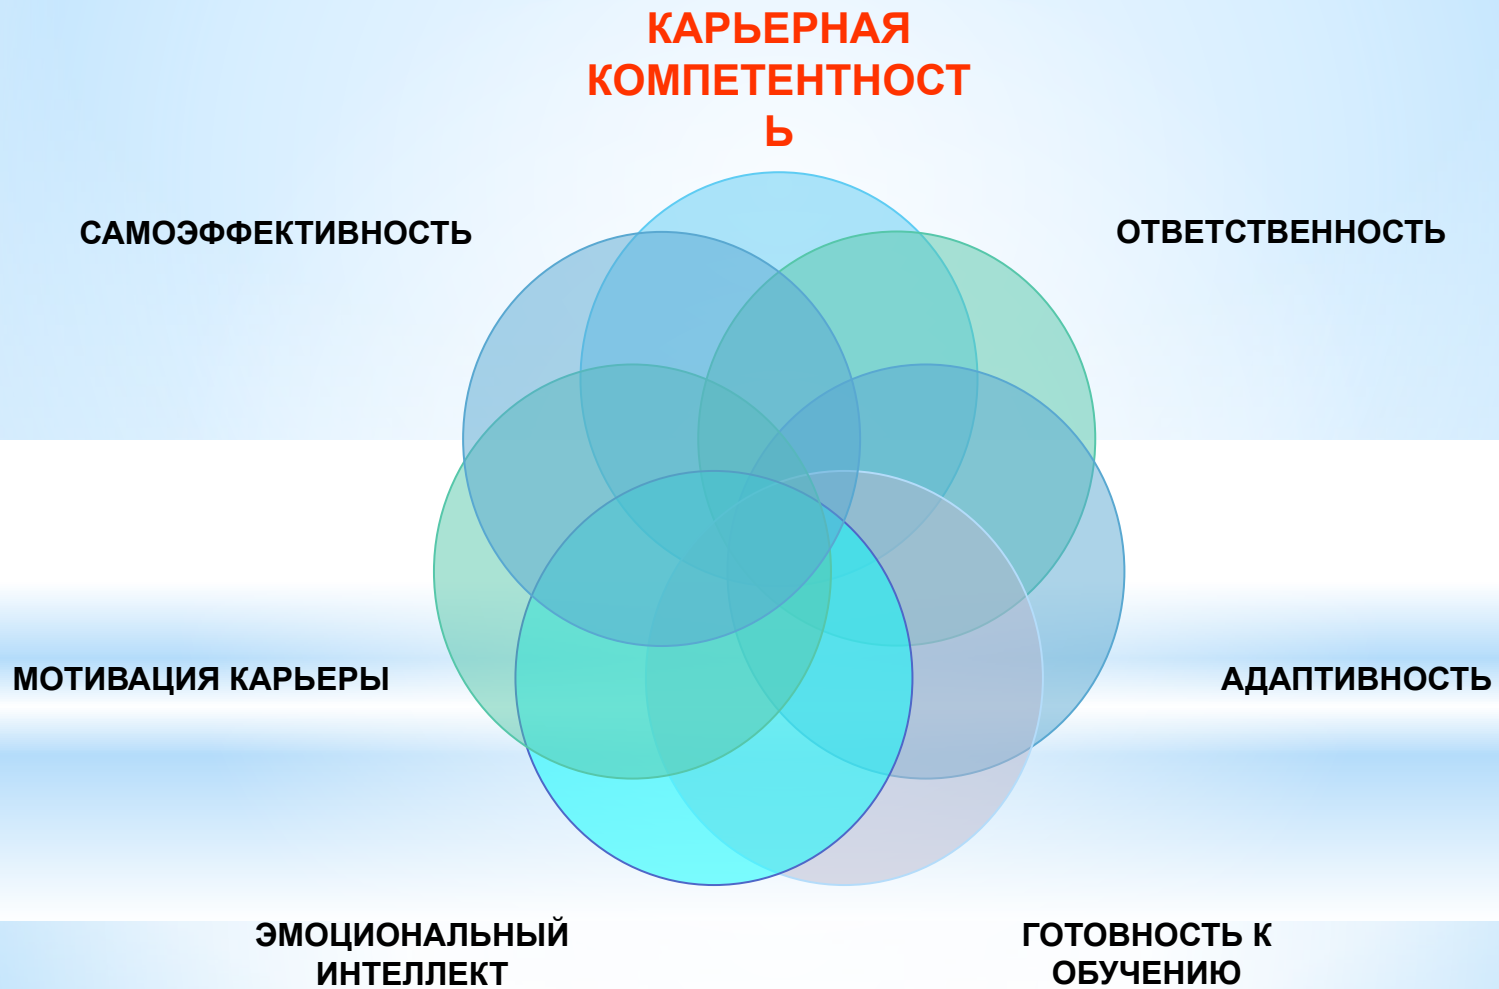 КАРЬЕРНАЯ
КОМПЕТЕНТНОСТ
Ь
САМОЭФФЕКТИВНОСТЬ
ОТВЕТСТВЕННОСТЬ
МОТИВАЦИЯ КАРЬЕРЫ
АДАПТИВНОСТЬ
ЭМОЦИОНАЛЬНЫЙ
ИНТЕЛЛЕКТ
ГОТОВНОСТЬ К
ОБУЧЕНИЮ